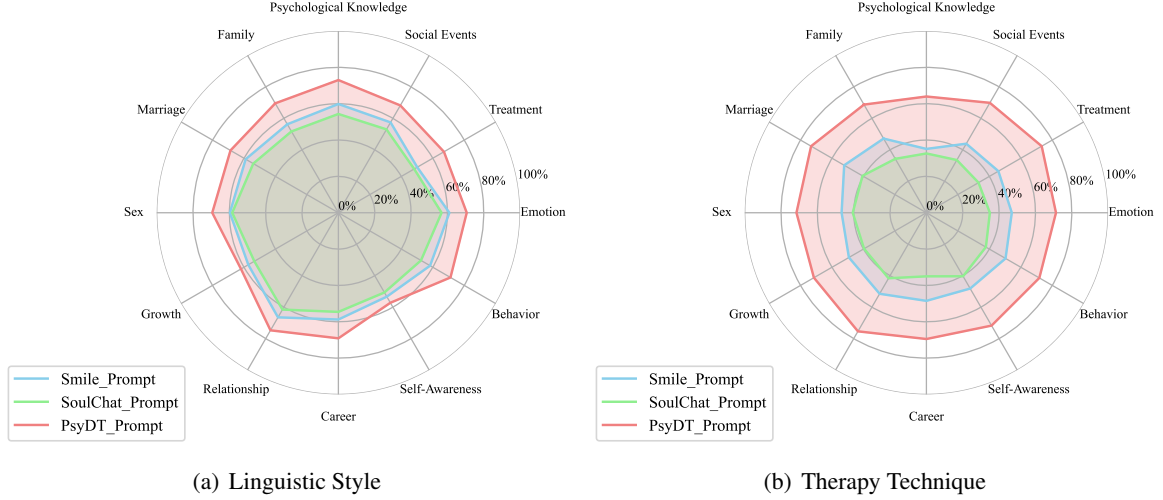 Psychological Knowledge
Family
Social Events
Marriage
Treatment
100%
80%
60%
40%
20%
0%
Sex
Emotion
Growth
Behavior
Relationship
Self-Awareness
Career
Smile_Prompt
SoulChat_Prompt
PsyDT_Prompt
(a) Linguistic Style
Psychological Knowledge
Family
Social Events
Marriage
Treatment
100%
80%
60%
40%
20%
0%
Sex
Emotion
Growth
Behavior
Relationship
Self-Awareness
Career
Smile_Prompt
SoulChat_Prompt
PsyDT_Prompt
(b) Therapy Technique